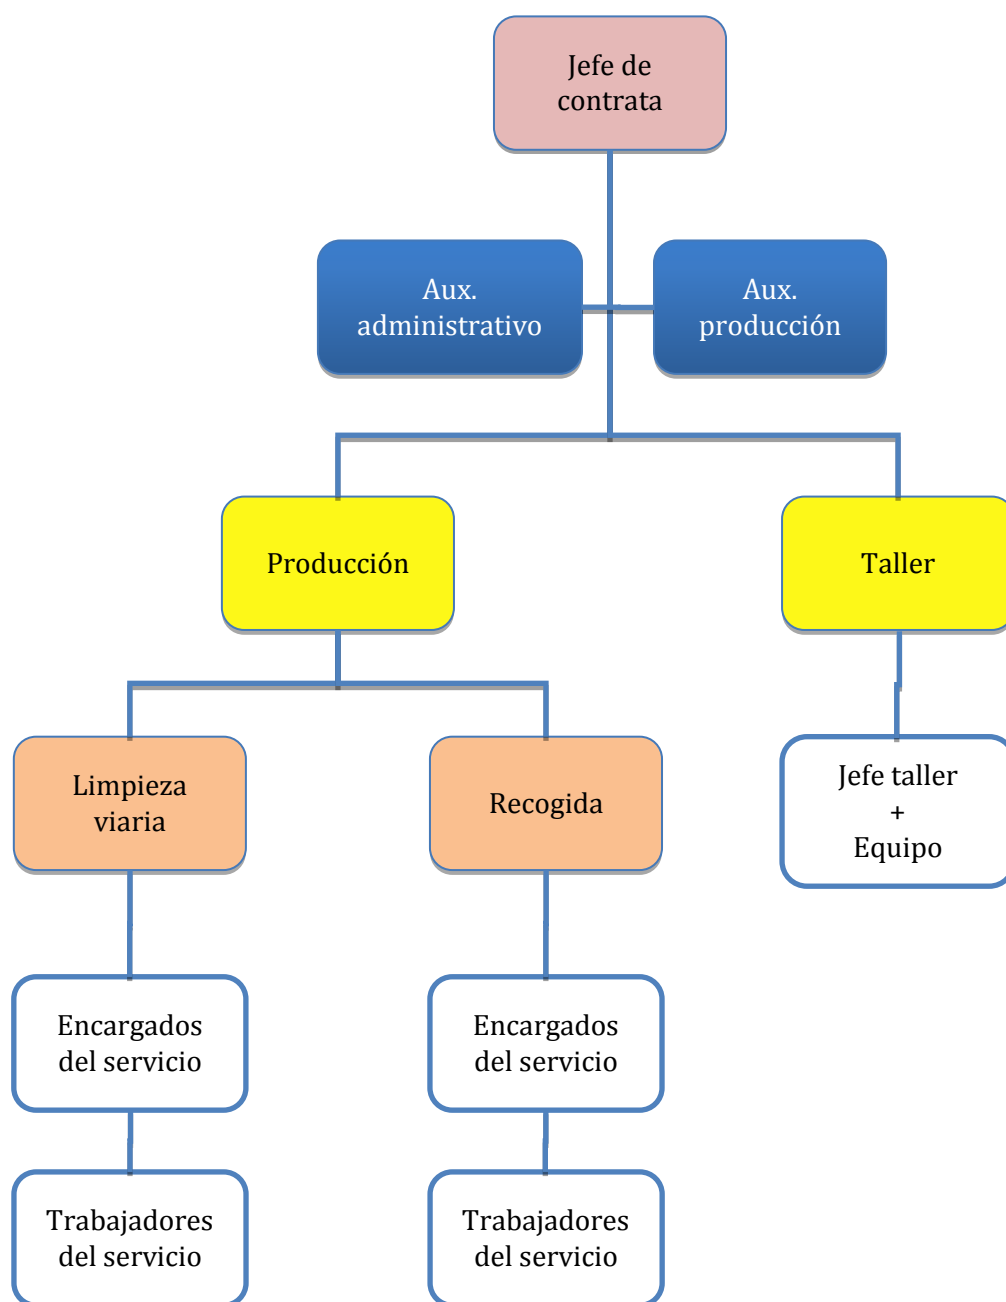 Jefe de
contrata
Aux.
administrativo
Aux.
producción
Producción
Taller
Limpieza
viaria
Recogida
Jefe taller
+
Equipo
Encargados
del servicio
Encargados
del servicio
Trabajadores
del servicio
Trabajadores
del servicio